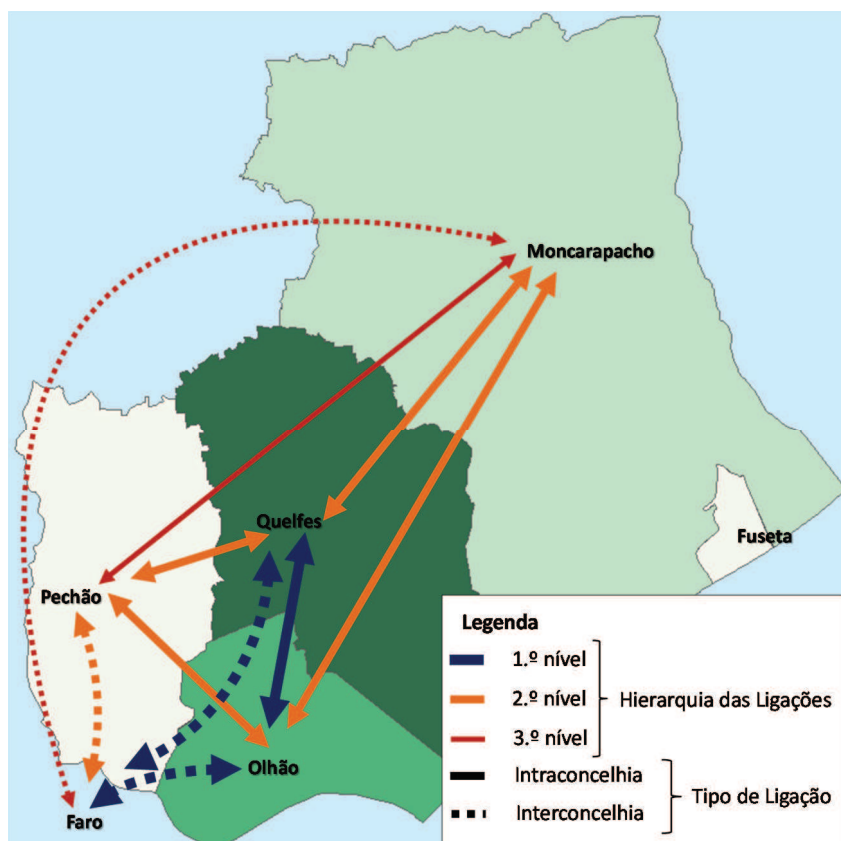 Moncarapacho
Quelfes
Fuseta
Pechão
Olhão
Faro
Legenda
1.º nível
2.º nível
3.º nível
Hierarquia das Ligações
Intraconcelhia
Interconcelhia
Tipo de Ligação